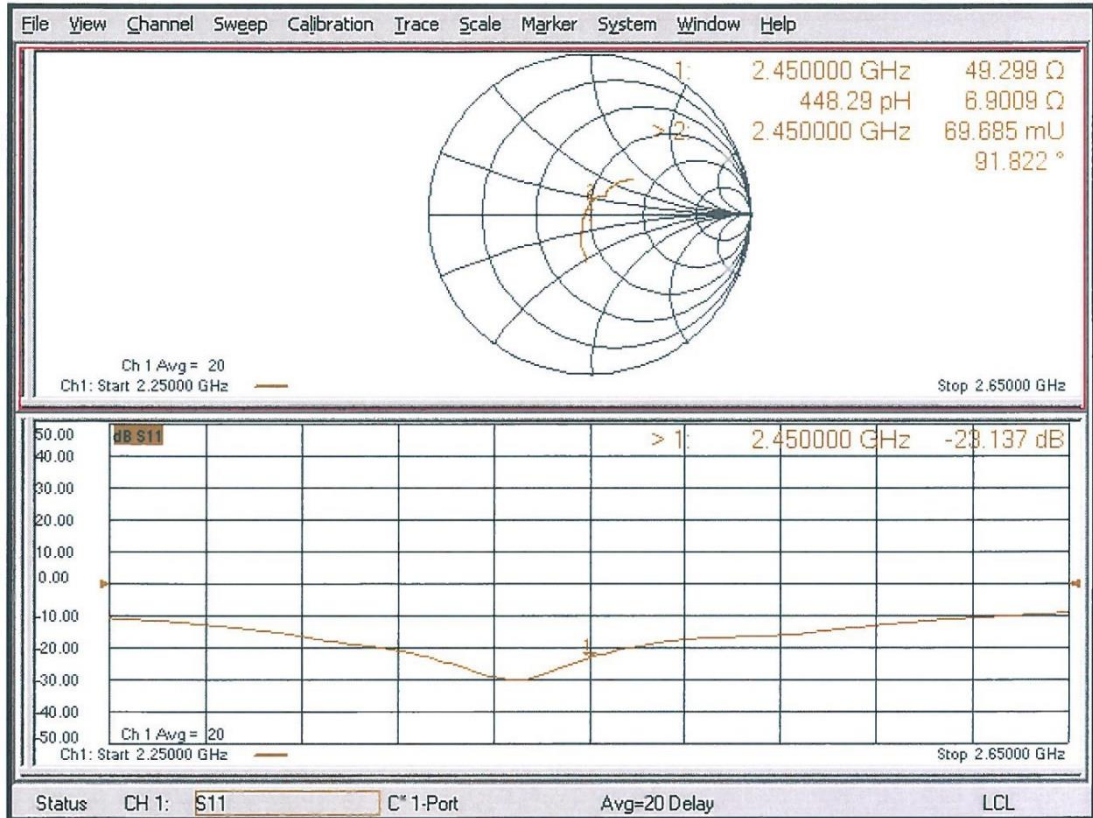 File View Channel Sweep Calibration Trace Scale Marker System Window Help
1: 2.450000 GHz 49.299 Ω
448.29 pH 6.9009 Ω
> 2: 2.450000 GHz 69.685 mU
91.822 °
Ch 1 Avg = 20
Ch1: Start 2.25000 GHz Stop 2.65000 GHz
50.00 dB S11 > 1: 2.450000 GHz -23.137 dB
40.00
30.00
20.00
10.00
0.00
-10.00
-20.00 1
-30.00
-40.00
-50.00 Ch 1 Avg = 20
Ch1: Start 2.25000 GHz Stop 2.65000 GHz
Status CH 1: S11 C* 1-Port Avg=20 Delay LCL